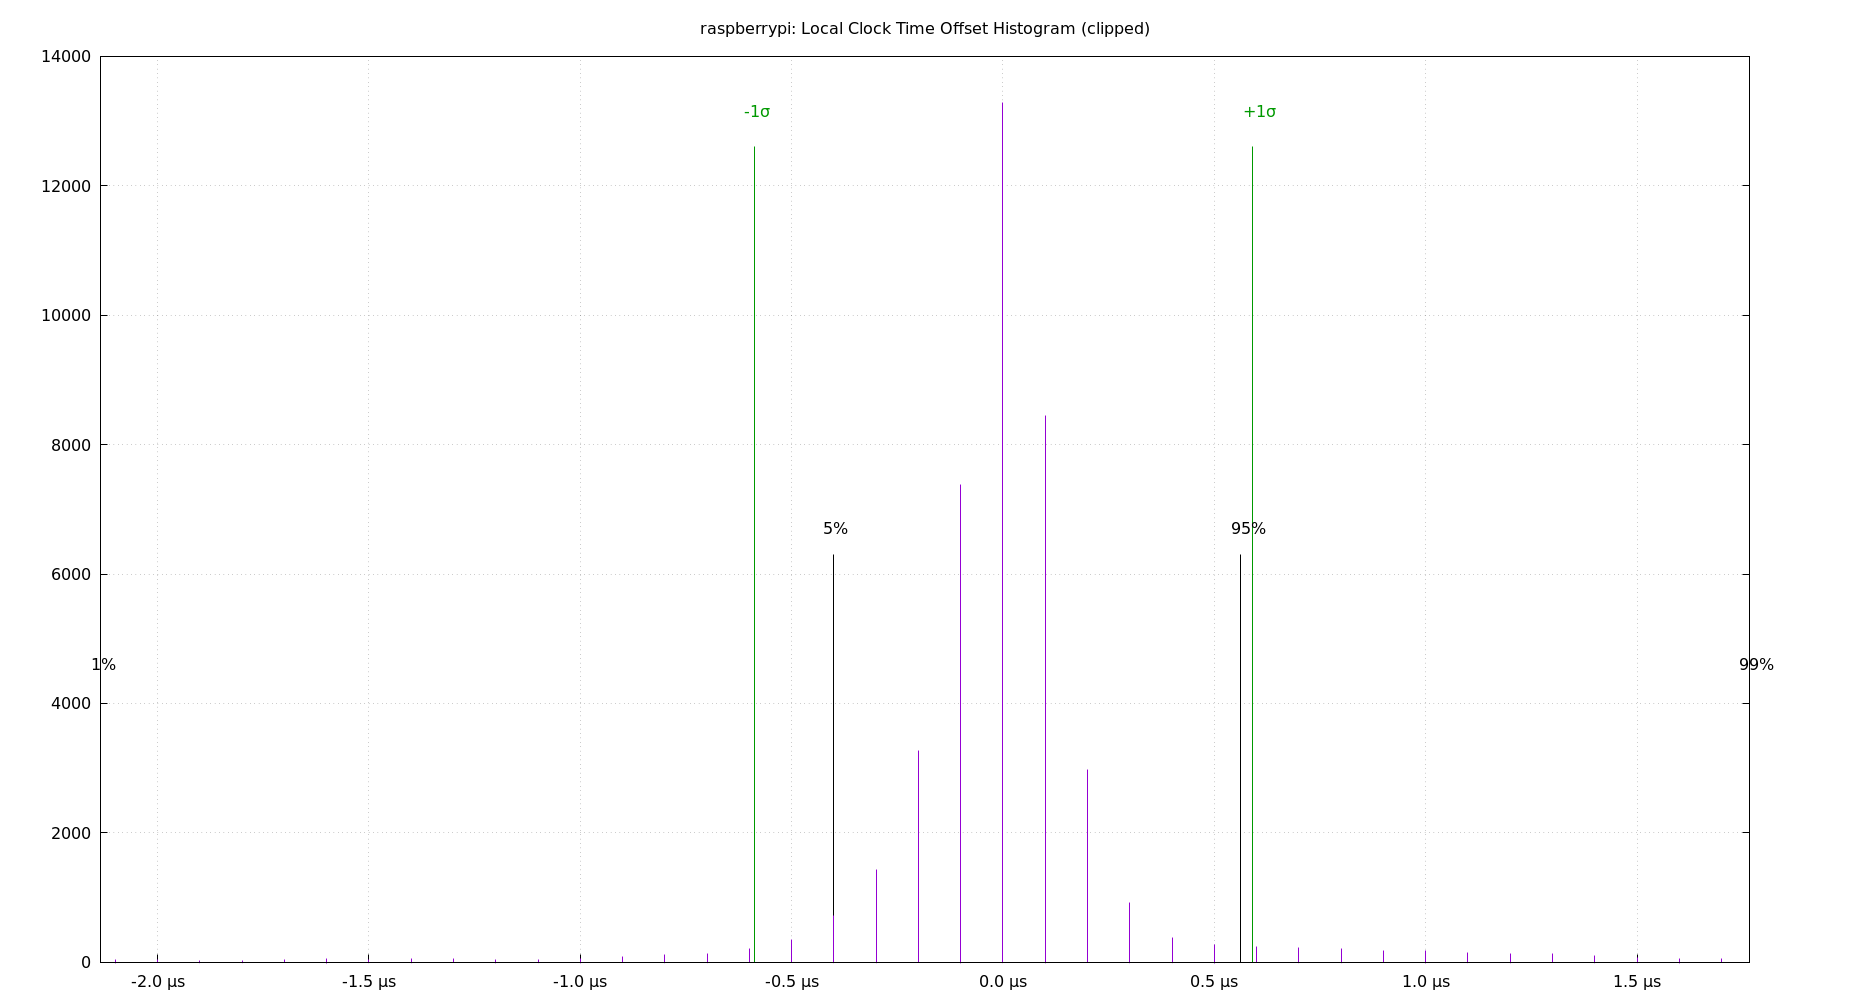 raspberrypi: Local Clock Time Offset Histogram (clipped)
14000
-1σ
+1σ
12000
10000
8000
5%
95%
6000
1%
99%
4000
2000
0
-2.0 µs
-1.5 µs
-1.0 µs
-0.5 µs
0.0 µs
0.5 µs
1.0 µs
1.5 µs